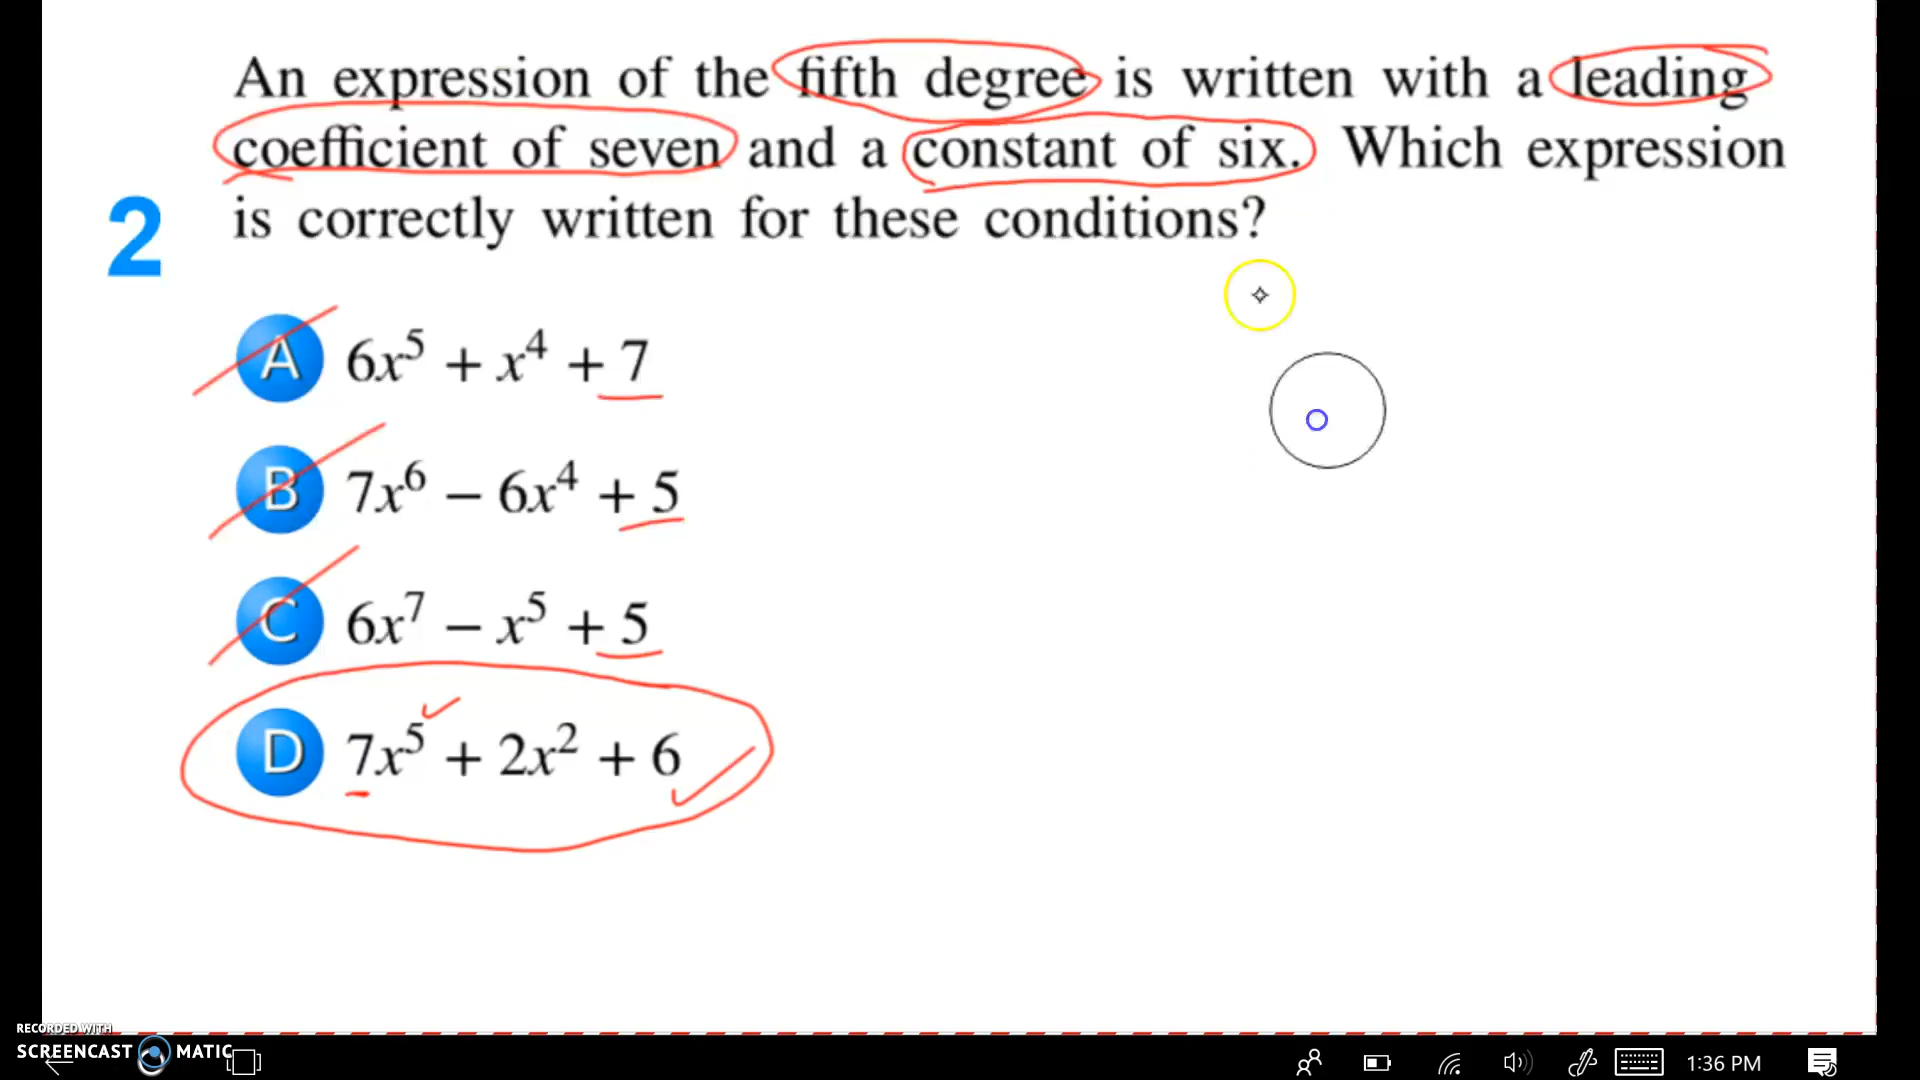 An expression of the fifth degree is written with a leading
coefficient of seven and a constant of six. Which expression
is correctly written for these conditions?
2
A 6x⁵ + x⁴ + 7
B 7x⁶ − 6x⁴ + 5
C 6x⁷ − x⁵ + 5
D 7x⁵ + 2x² + 6
RECORDED WITH
SCREENCAST MATIC
1:36 PM